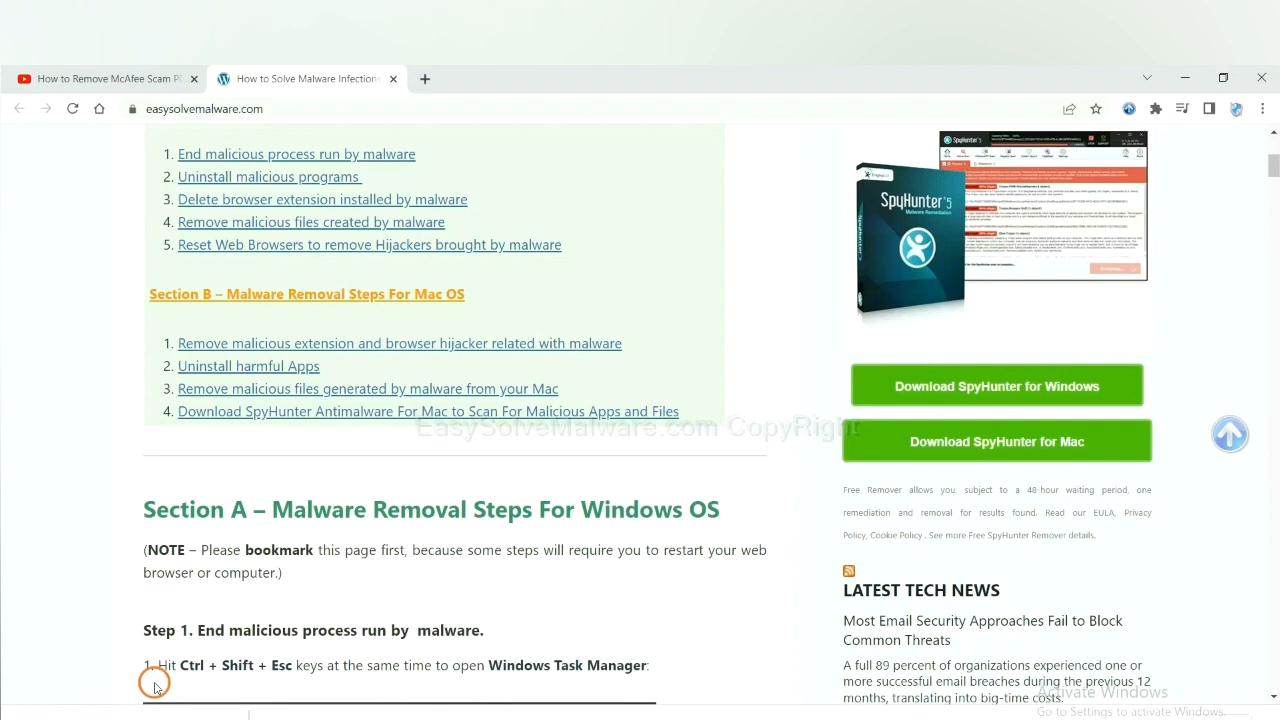 How to Remove McAfee Scam P
How to Solve Malware Infection
easysolvemalware.com
1. End malicious process run by malware
2. Uninstall malicious programs
3. Delete browser
installed by malware
4. Remove malicious
created by malware
5. Reset Web Browser
Hijackers brought by malware
Section B – Malware Removal Steps For Mac OS
1. Remove malicious extension and browser hijacker related with malware
2. Uninstall harmful Apps
3. Remove malicious files generated by malware from your Mac
4. Download SpyHunter Antimalware For Mac to Scan For Malicious Apps and Files
EasySolveMalware.com CopyRight
Section A – Malware Removal Steps For Windows OS
(NOTE – Please bookmark this page first, because some steps will require you to restart your web
browser or computer.)
Step 1. End malicious process run by malware.
1. Hit Ctrl + Shift + Esc keys at the same time to open Windows Task Manager:
SpyHunter 5
Malware Remediation
Download SpyHunter for Windows
Download SpyHunter for Mac
Free Remover allows you, subject to a 48-hour waiting period, one
remediation and removal for results found. Read our EULA, Privacy
Policy, Cookie Policy . See more Free SpyHunter Remover details.
LATEST TECH NEWS
Most Email Security Approaches Fail to Block
Common Threats
A full 89 percent of organizations experienced one or
more successful email breaches during the previous 12
months, translating into big-time costs.
Activate Windows
Go to Settings to activate Windows.